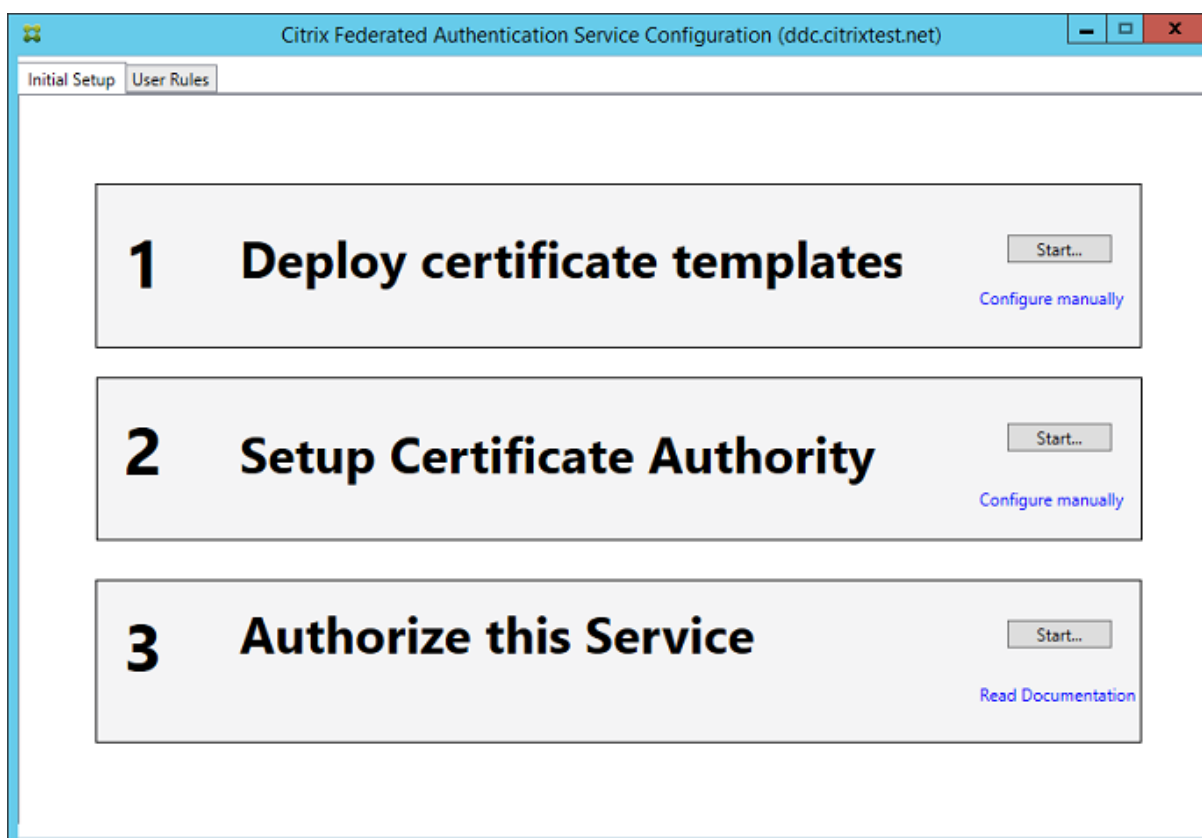 Citrix Federated Authentication Service Configuration (ddc.citrixtest.net)
Initial Setup
User Rules
1
Deploy certificate templates
Start...
Configure manually
2
Setup Certificate Authority
Start...
Configure manually
3
Authorize this Service
Start...
Read Documentation